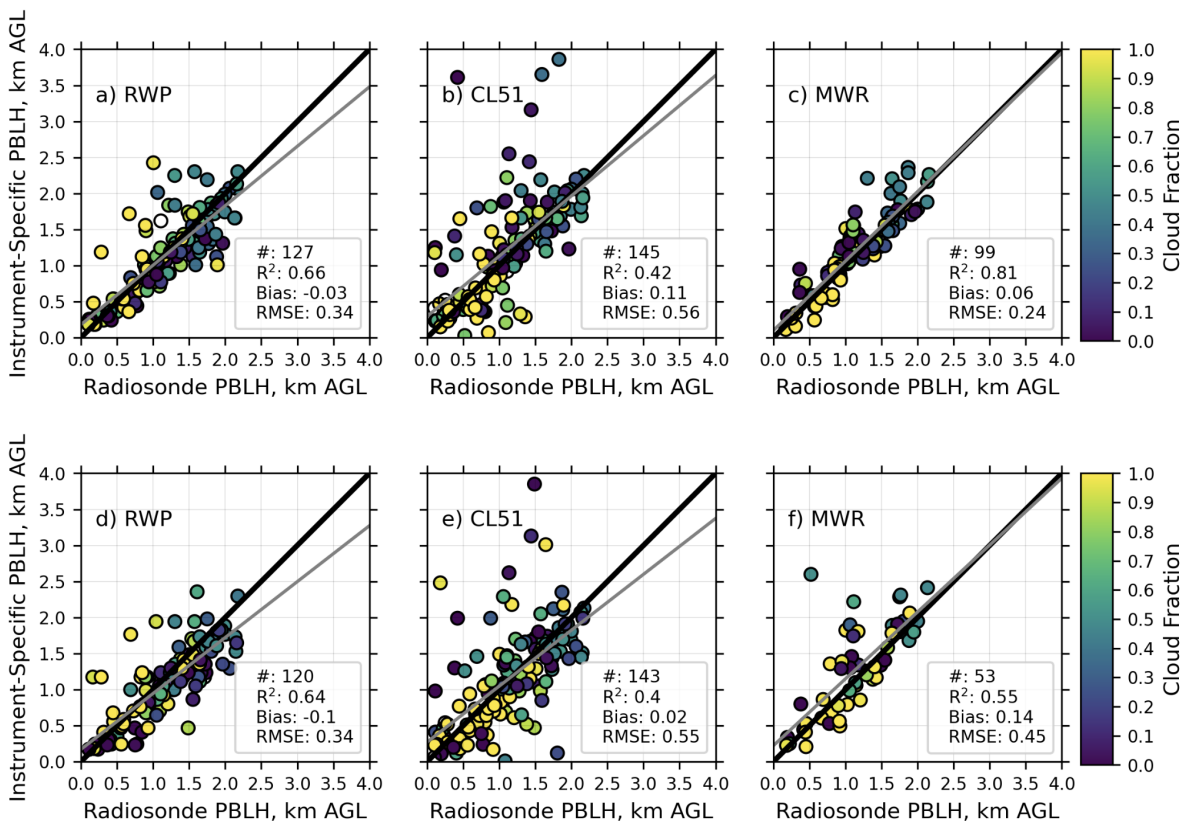 Instrument-Specific PBLH, km AGL
4.0
3.5
3.0
2.5
2.0
1.5
1.0
0.5
0.0
a) RWP
#: 127
R²: 0.66
Bias: -0.03
RMSE: 0.34
0.0 0.5 1.0 1.5 2.0 2.5 3.0 3.5 4.0
Radiosonde PBLH, km AGL
b) CL51
#: 145
R²: 0.42
Bias: 0.11
RMSE: 0.56
0.0 0.5 1.0 1.5 2.0 2.5 3.0 3.5 4.0
Radiosonde PBLH, km AGL
c) MWR
#: 99
R²: 0.81
Bias: 0.06
RMSE: 0.24
0.0 0.5 1.0 1.5 2.0 2.5 3.0 3.5 4.0
Radiosonde PBLH, km AGL
1.0
0.9
0.8
0.7
0.6
0.5
0.4
0.3
0.2
0.1
0.0
Cloud Fraction
Instrument-Specific PBLH, km AGL
4.0
3.5
3.0
2.5
2.0
1.5
1.0
0.5
0.0
d) RWP
#: 120
R²: 0.64
Bias: -0.1
RMSE: 0.34
0.0 0.5 1.0 1.5 2.0 2.5 3.0 3.5 4.0
Radiosonde PBLH, km AGL
e) CL51
#: 143
R²: 0.4
Bias: 0.02
RMSE: 0.55
0.0 0.5 1.0 1.5 2.0 2.5 3.0 3.5 4.0
Radiosonde PBLH, km AGL
f) MWR
#: 53
R²: 0.55
Bias: 0.14
RMSE: 0.45
0.0 0.5 1.0 1.5 2.0 2.5 3.0 3.5 4.0
Radiosonde PBLH, km AGL
1.0
0.9
0.8
0.7
0.6
0.5
0.4
0.3
0.2
0.1
0.0
Cloud Fraction